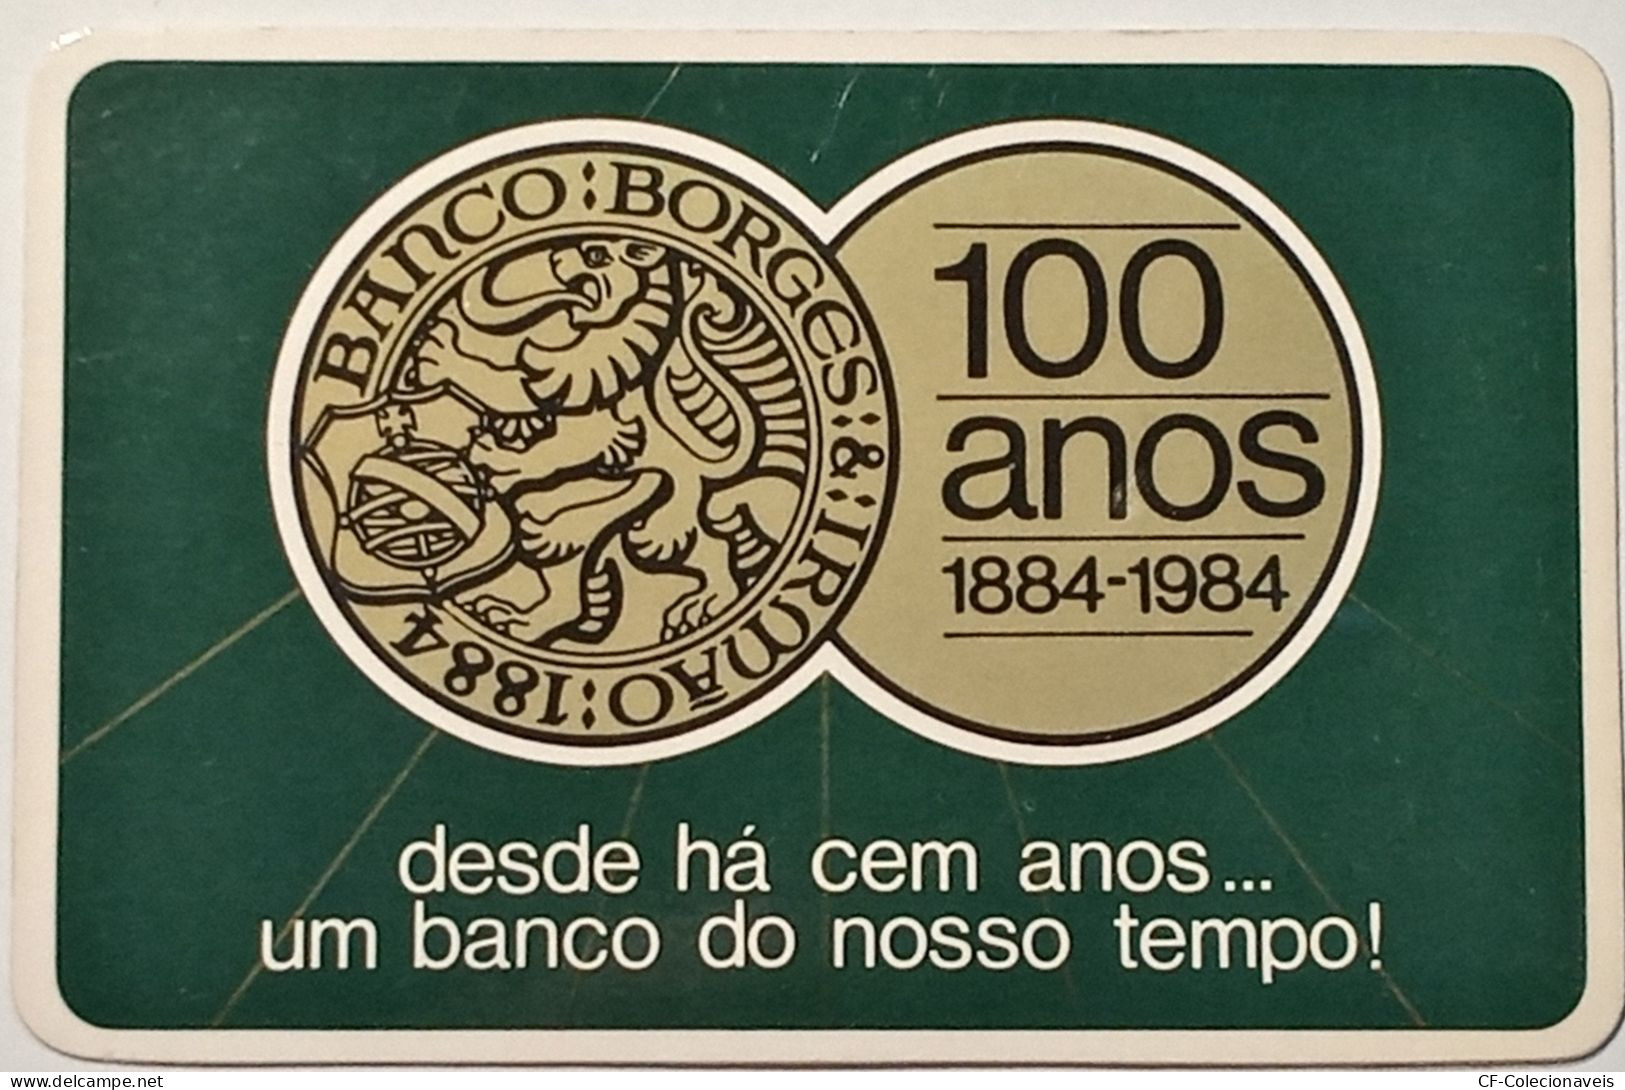 BANCO BORGES & IRMÃO 1884
100
anos
1884-1984
desde há cem anos...
um banco do nosso tempo!
delcampe.net
CF-Colecionaveis